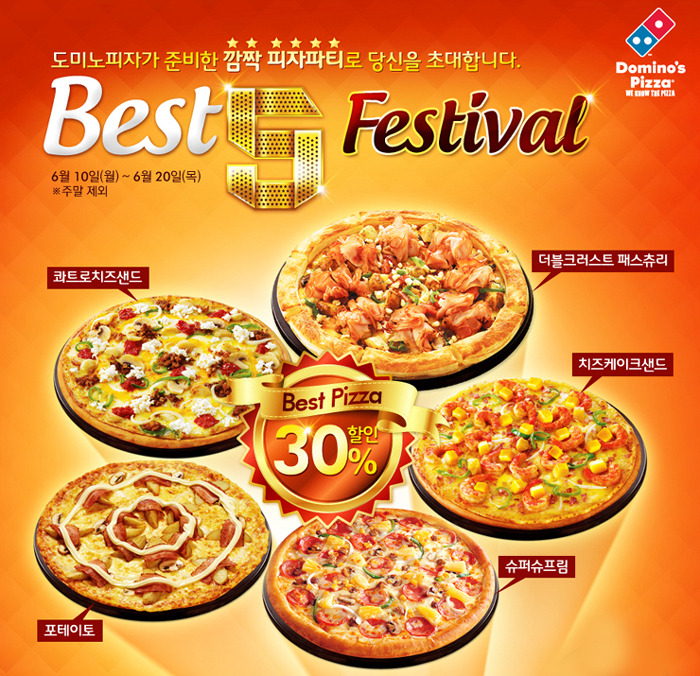 도미노피자가 준비한 깜짝 피자파티로 당신을 초대합니다.
Domino's
Pizza
WE KNOW THE PIZZA
Best 5 Festival
6월 10일(월) ~ 6월 20일(목)
※주말 제외
더블크러스트 패스츄리
콰트로치즈샌드
치즈케이크샌드
Best Pizza
30% 할인
슈퍼슈프림
포테이토